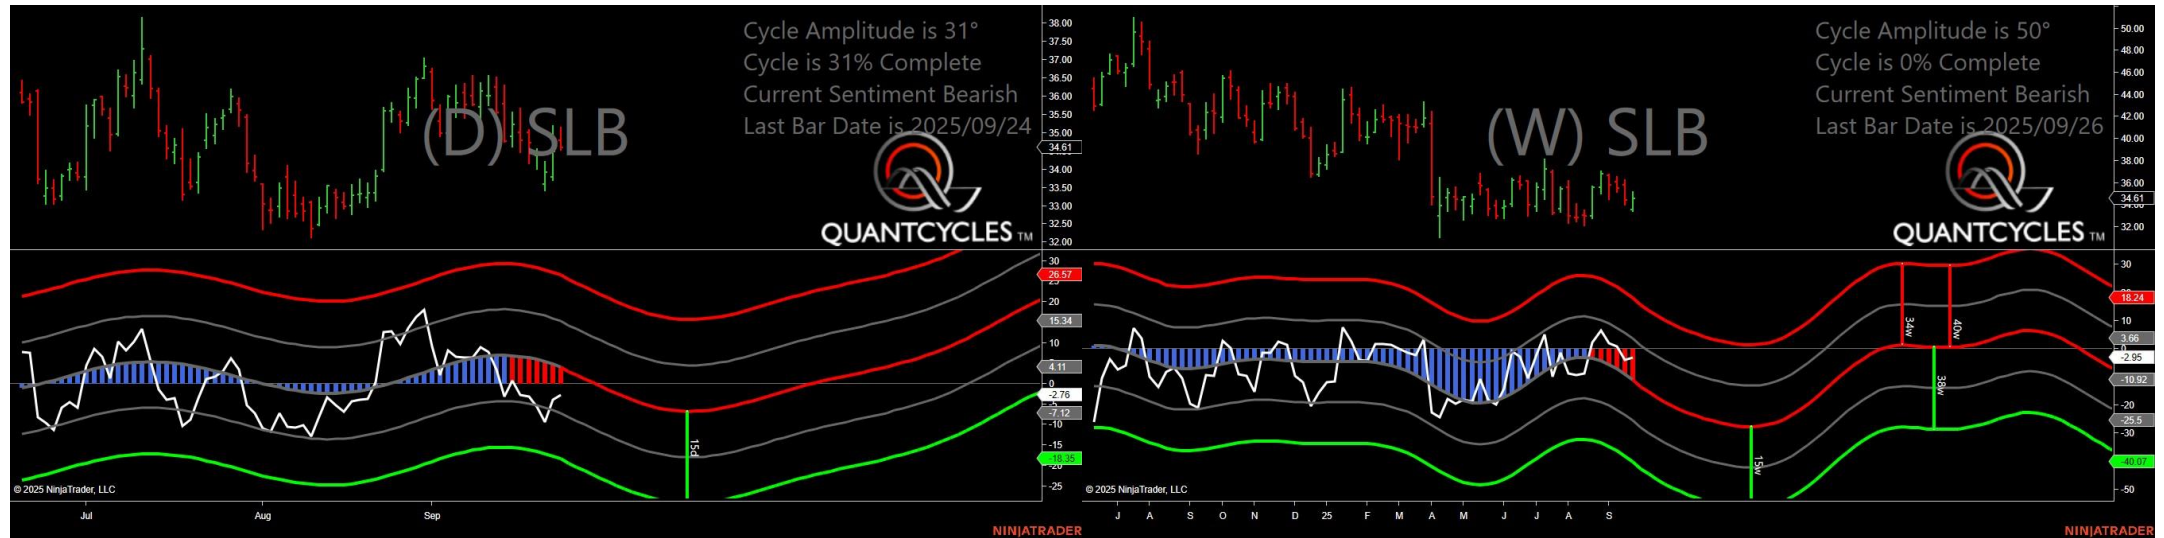 Cycle Amplitude is 31°
Cycle is 31% Complete
Current Sentiment Bearish
Last Bar Date is 2025/09/24
(D) SLB
QUANTCYCLES TM
38.00
37.50
37.00
36.50
36.00
35.50
35.00
34.61
34.00
33.50
33.00
32.50
32.00
30
26.57
20
15.34
10
4.11
0
-2.76
-7.12
-10
-15
-18.35
-25
15d
© 2025 NinjaTrader, LLC
Jul Aug Sep
NINJATRADER
Cycle Amplitude is 50°
Cycle is 0% Complete
Current Sentiment Bearish
Last Bar Date is 2025/09/26
(W) SLB
QUANTCYCLES TM
50.00
48.00
46.00
44.00
42.00
40.00
38.00
36.00
34.61
32.00
30
18.24
10
3.66
-2.95
-10.92
-20
-25.5
-30
-40.07
-50
34w
40w
38w
15w
© 2025 NinjaTrader, LLC
J A S O N D 25 F M A M J J A S
NINJATRADER